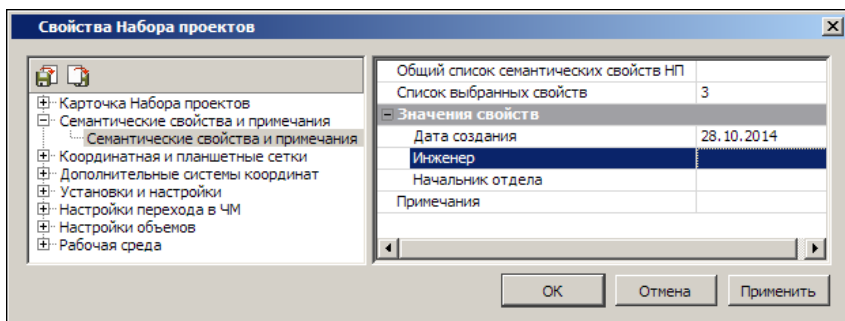 Свойства Набора проектов
Карточка Набора проектов
Семантические свойства и примечания
Семантические свойства и примечания
Координатная и планшетные сетки
Дополнительные системы координат
Установки и настройки
Настройки перехода в ЧМ
Настройки объемов
Рабочая среда
Общий список семантических свойств НП
Список выбранных свойств 3
Значения свойств
Дата создания 28.10.2014
Инженер
Начальник отдела
Примечания
ОК Отмена Применить